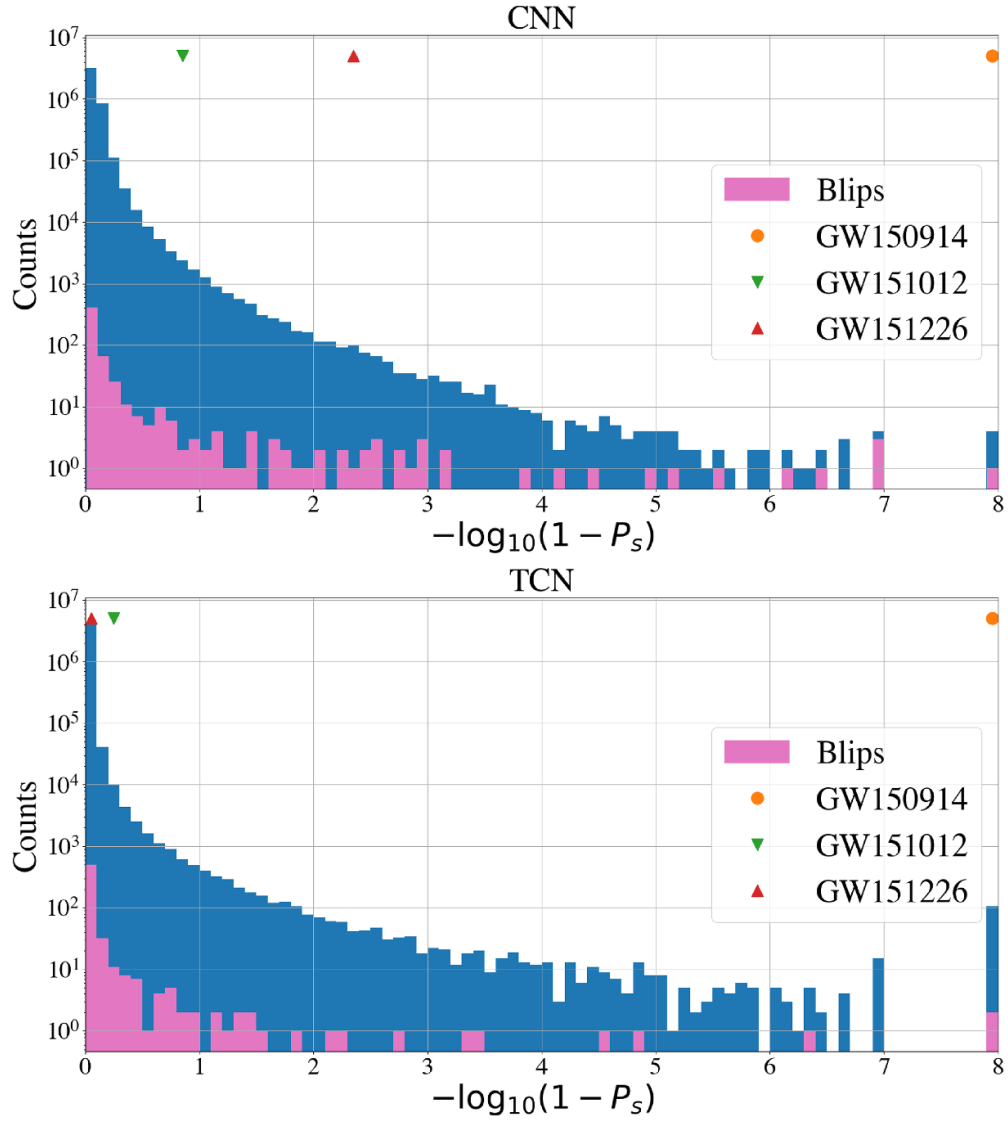 CNN
10⁷
10⁶
10⁵
10⁴
10³
10²
10¹
10⁰
Counts
Blips
GW150914
GW151012
GW151226
0 1 2 3 4 5 6 7 8
−log₁₀(1 − Pₛ)
TCN
10⁷
10⁶
10⁵
10⁴
10³
10²
10¹
10⁰
Counts
Blips
GW150914
GW151012
GW151226
0 1 2 3 4 5 6 7 8
−log₁₀(1 − Pₛ)